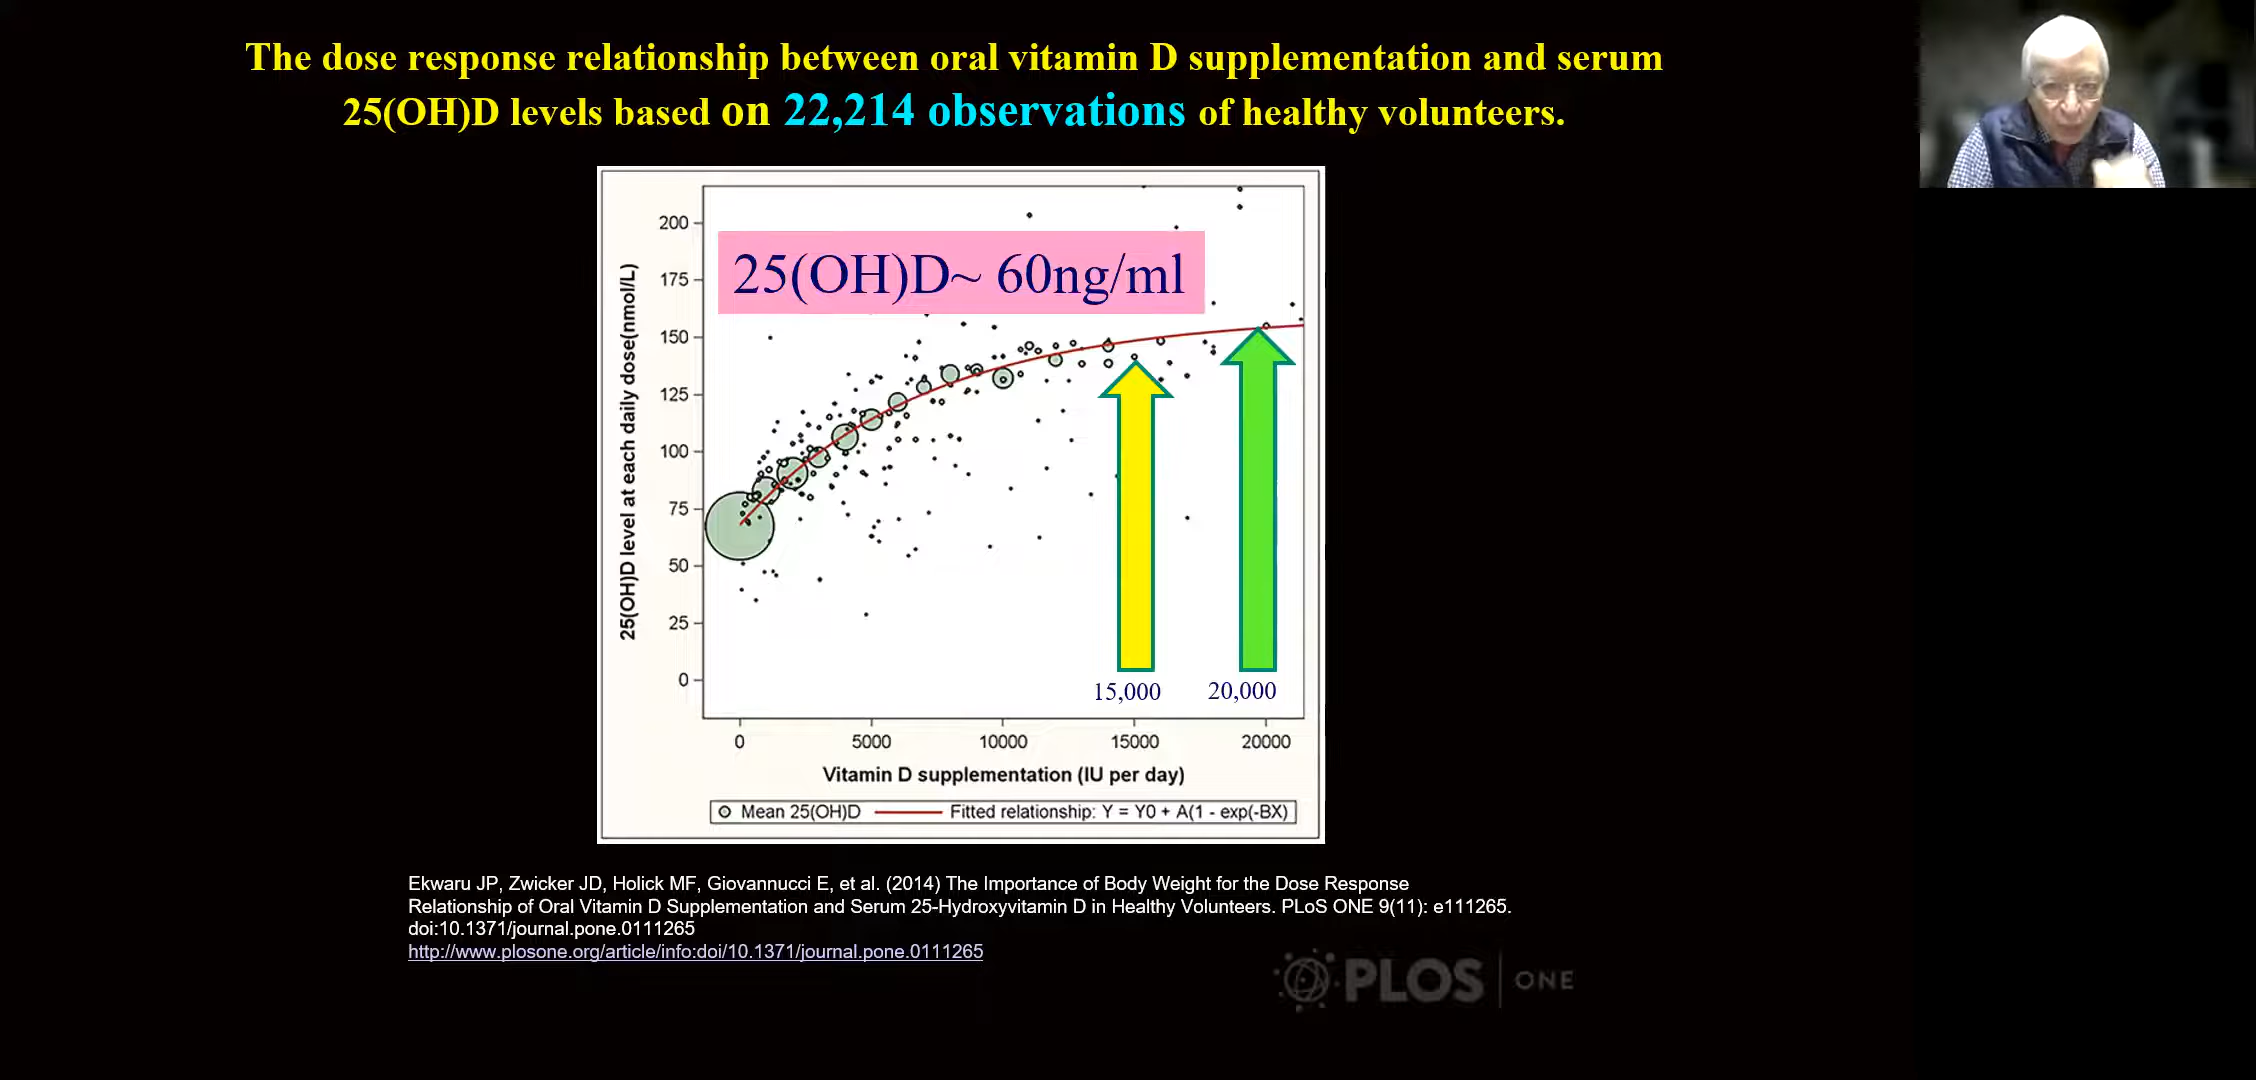 The dose response relationship between oral vitamin D supplementation and serum
25(OH)D levels based on 22,214 observations of healthy volunteers.
200
175
150
125
100
75
50
25
0
25(OH)D level at each daily dose(nmol/L)
25(OH)D~ 60ng/ml
15,000
20,000
0
5000
10000
15000
20000
Vitamin D supplementation (IU per day)
Mean 25(OH)D
Fitted relationship: Y = Y0 + A(1 - exp(-BX)
Ekwaru JP, Zwicker JD, Holick MF, Giovannucci E, et al. (2014) The Importance of Body Weight for the Dose Response
Relationship of Oral Vitamin D Supplementation and Serum 25-Hydroxyvitamin D in Healthy Volunteers. PLoS ONE 9(11): e111265.
doi:10.1371/journal.pone.0111265
http://www.plosone.org/article/info:doi/10.1371/journal.pone.0111265
PLOS ONE